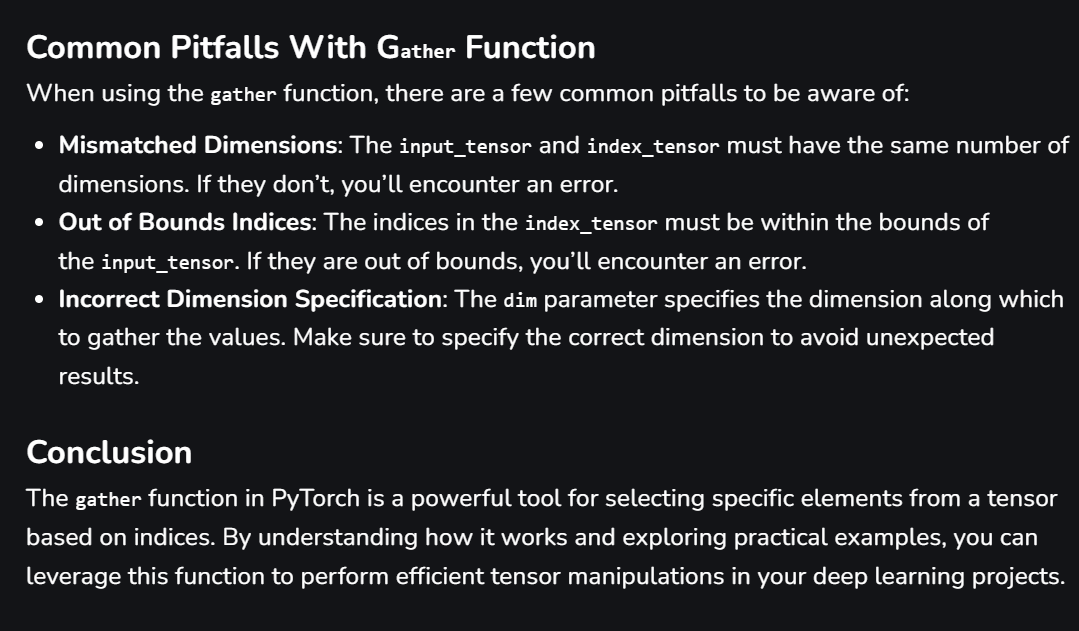 Common Pitfalls With Gather Function
When using the gather function, there are a few common pitfalls to be aware of:
• Mismatched Dimensions: The input_tensor and index_tensor must have the same number of
dimensions. If they don’t, you’ll encounter an error.
• Out of Bounds Indices: The indices in the index_tensor must be within the bounds of
the input_tensor. If they are out of bounds, you’ll encounter an error.
• Incorrect Dimension Specification: The dim parameter specifies the dimension along which
to gather the values. Make sure to specify the correct dimension to avoid unexpected
results.
Conclusion
The gather function in PyTorch is a powerful tool for selecting specific elements from a tensor
based on indices. By understanding how it works and exploring practical examples, you can
leverage this function to perform efficient tensor manipulations in your deep learning projects.